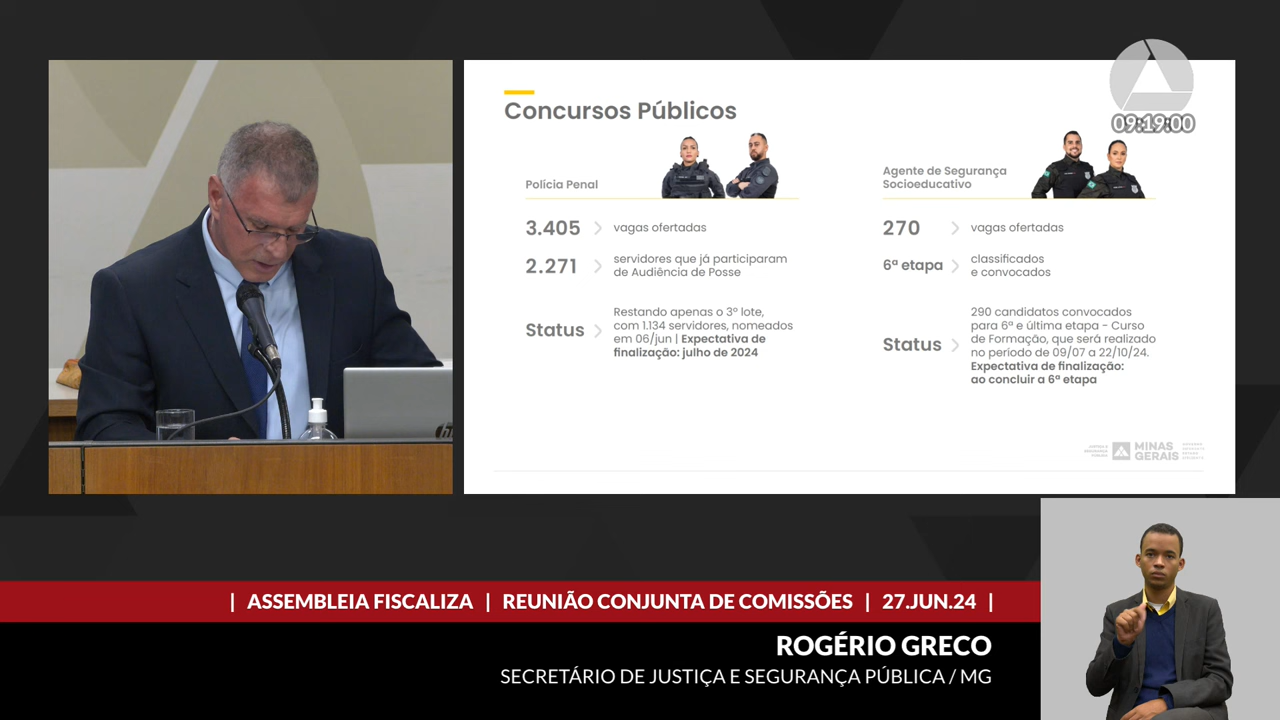 09:19:00
Concursos Públicos
Polícia Penal
3.405
vagas ofertadas
2.271
servidores que já participaram
de Audiência de Posse
Status
Restando apenas o 3º lote,
com 1.134 servidores, nomeados
em 06/jun | Expectativa de
finalização: julho de 2024
Agente de Segurança
Socioeducativo
270
vagas ofertadas
6ª etapa
classificados
e convocados
Status
290 candidatos convocados
para 6ª e última etapa - Curso
de Formação, que será realizado
no período de 09/07 a 22/10/24.
Expectativa de finalização:
ao concluir a 6ª etapa
MINAS
GERAIS
hp
| ASSEMBLEIA FISCALIZA | REUNIÃO CONJUNTA DE COMISSÕES | 27.JUN.24 |
ROGÉRIO GRECO
SECRETÁRIO DE JUSTIÇA E SEGURANÇA PÚBLICA / MG